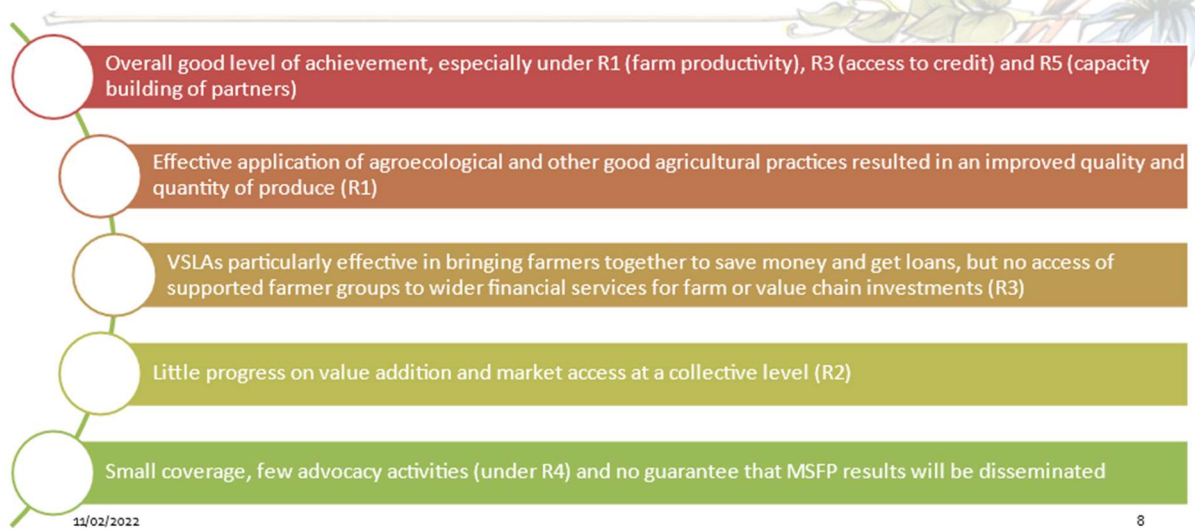 Overall good level of achievement, especially under R1 (farm productivity), R3 (access to credit) and R5 (capacity
building of partners)
Effective application of agroecological and other good agricultural practices resulted in an improved quality and
quantity of produce (R1)
VSLAs particularly effective in bringing farmers together to save money and get loans, but no access of
supported farmer groups to wider financial services for farm or value chain investments (R3)
Little progress on value addition and market access at a collective level (R2)
Small coverage, few advocacy activities (under R4) and no guarantee that MSFP results will be disseminated
11/02/2022
8